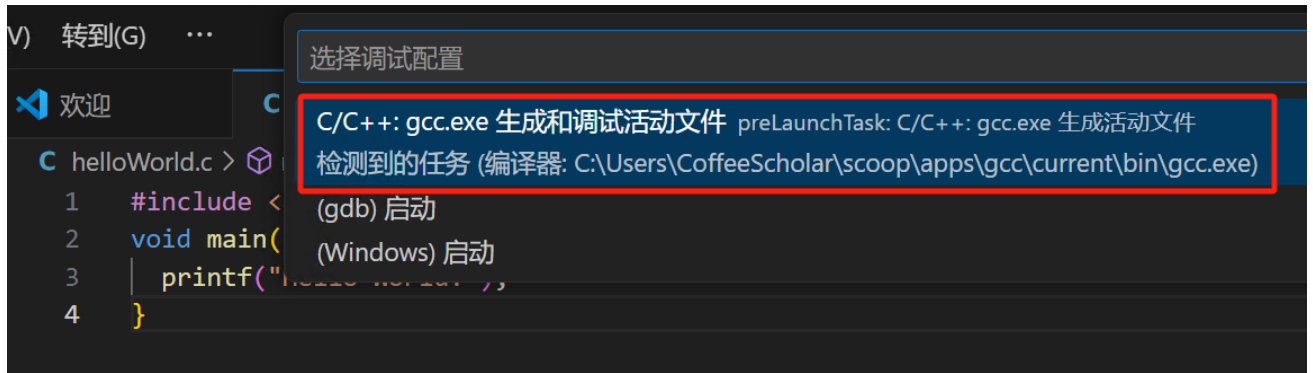 V) 转到(G) ···
选择调试配置
欢迎
C
C/C++: gcc.exe 生成和调试活动文件 preLaunchTask: C/C++: gcc.exe 生成活动文件
检测到的任务 (编译器: C:\Users\CoffeeScholar\scoop\apps\gcc\current\bin\gcc.exe)
(gdb) 启动
(Windows) 启动
C helloWorld.c >
1 #include <
2 void main(
3 printf("
4 }